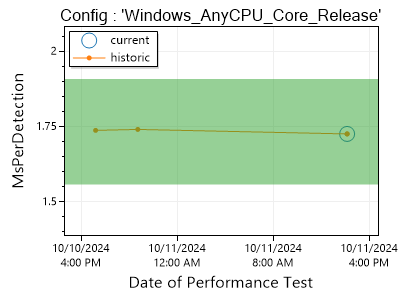 Config : 'Windows_AnyCPU_Core_Release'
current
historic
MsPerDetection
2
1.75
1.5
10/10/2024 10/11/2024 10/11/2024 10/11/2024
4:00 PM 12:00 AM 8:00 AM 4:00 PM
Date of Performance Test